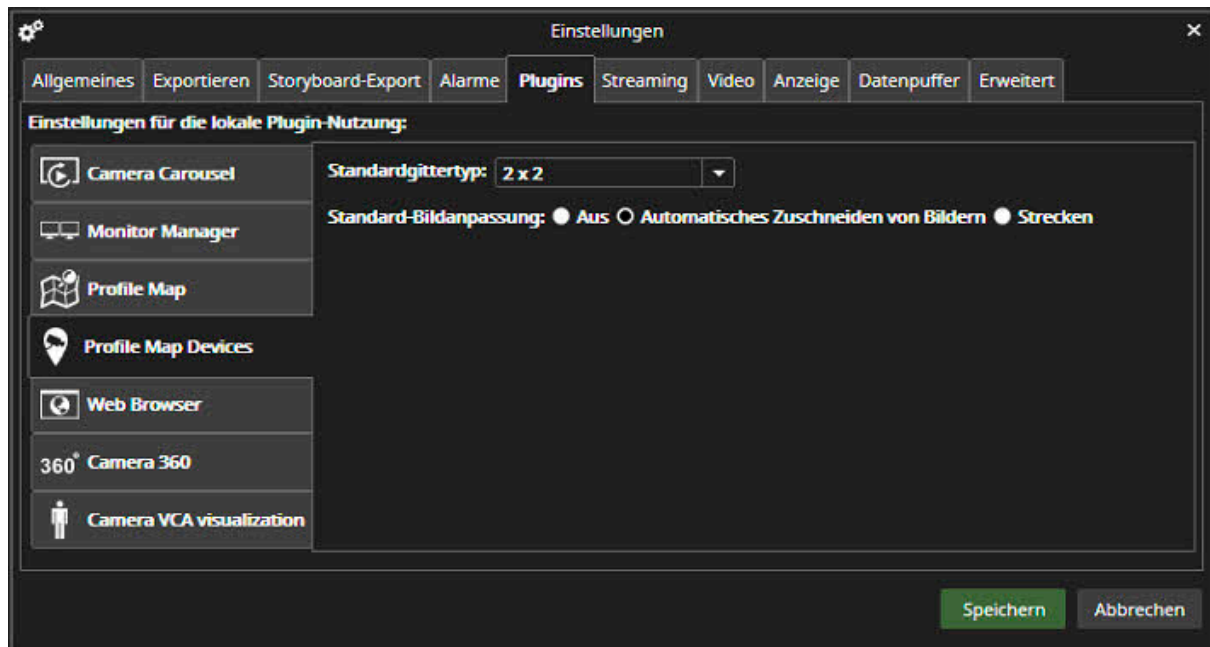 Einstellungen
Allgemeines Exportieren Storyboard-Export Alarme Plugins Streaming Video Anzeige Datenpuffer Erweitert
Einstellungen für die lokale Plugin-Nutzung:
Camera Carousel
Standardgittertyp: 2 x 2
Standard-Bildanpassung: Aus Automatisches Zuschneiden von Bildern Strecken
Monitor Manager
Profile Map
Profile Map Devices
Web Browser
360° Camera 360
Camera VCA visualization
Speichern Abbrechen